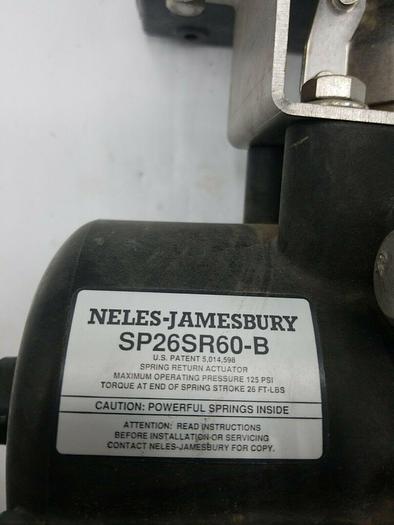 NELES-JAMESBURY
SP26SR60-B
U.S. PATENT 5,014,598
SPRING RETURN ACTUATOR
MAXIMUM OPERATING PRESSURE 125 PSI
TORQUE AT END OF SPRING STROKE 26 FT-LBS
CAUTION: POWERFUL SPRINGS INSIDE
ATTENTION: READ INSTRUCTIONS
BEFORE INSTALLATION OR SERVICING
CONTACT NELES-JAMESBURY FOR COPY.